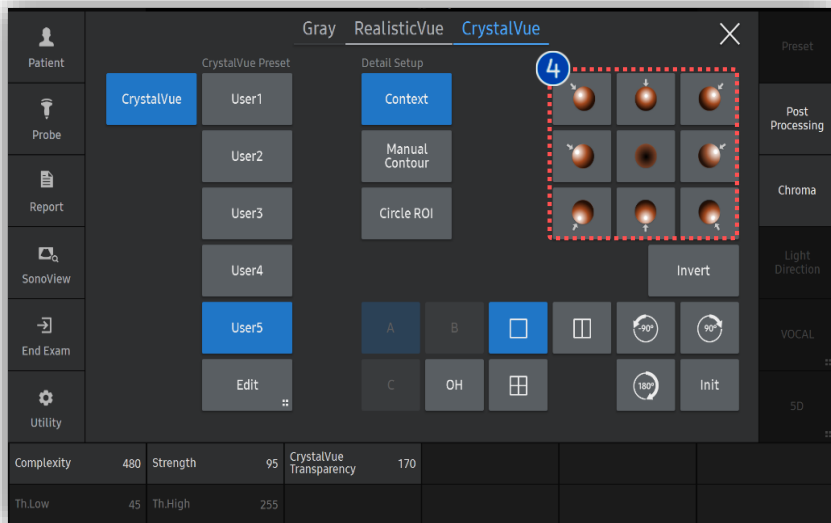 Gray RealisticVue CrystalVue
Patient
CrystalVue Preset
Detail Setup
4
Preset
CrystalVue
User1
Context
Probe
Post
Processing
User2
Manual
Contour
Report
User3
Circle ROI
Chroma
SonoView
User4
Invert
Light
Direction
End Exam
User5
A
B
-90°
90°
VOCAL
Utility
Edit
C
OH
180°
Init
5D
Complexity 480 Strength 95 CrystalVue
Transparency 170
Th.Low 45 Th.High 255